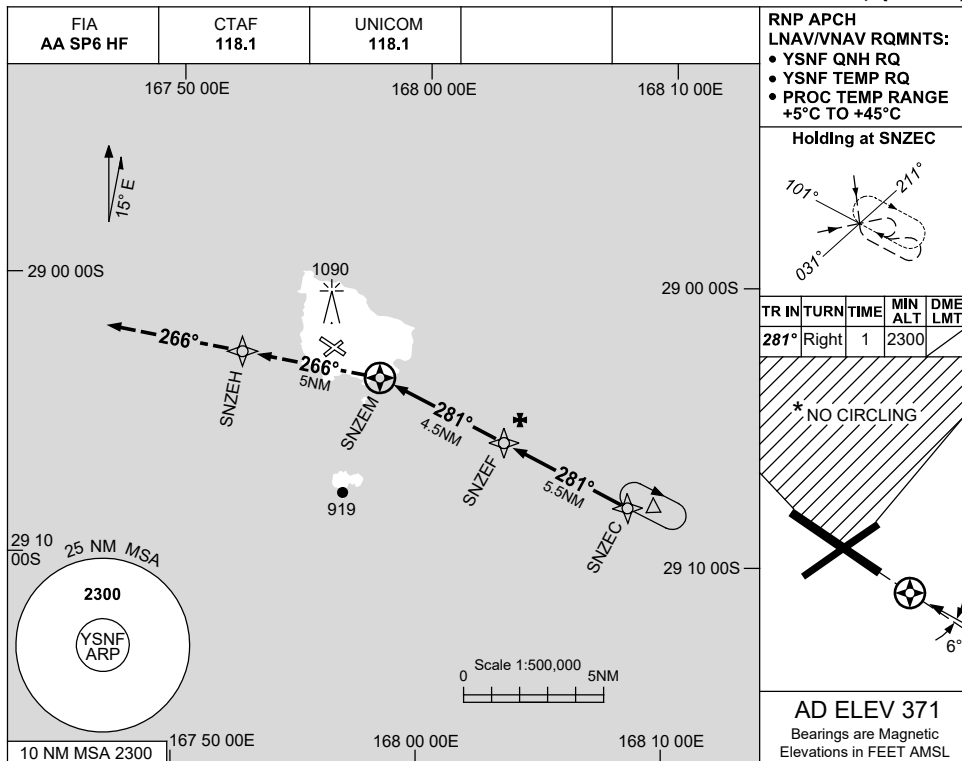 FIA
AA SP6 HF
CTAF
118.1
UNICOM
118.1
RNP APCH
LNAV/VNAV RQMNTS:
• YSNF QNH RQ
• YSNF TEMP RQ
• PROC TEMP RANGE
+5°C TO +45°C
167 50 00E
168 00 00E
168 10 00E
Holding at SNZEC
101°
211°
031°
15° E
29 00 00S
1090
29 00 00S
TR IN TURN TIME MIN ALT DME LMT
281° Right 1 2300
* NO CIRCLING
266°
266°
5NM
SNZEH
SNZEM
281°
4.5NM
SNZEF
281°
5.5NM
SNZEC
919
29 10
00S
29 10 00S
25 NM MSA
2300
YSNF
ARP
Scale 1:500,000
0 5NM
6°
AD ELEV 371
Bearings are Magnetic
Elevations in FEET AMSL
10 NM MSA 2300
167 50 00E
168 00 00E
168 10 00E